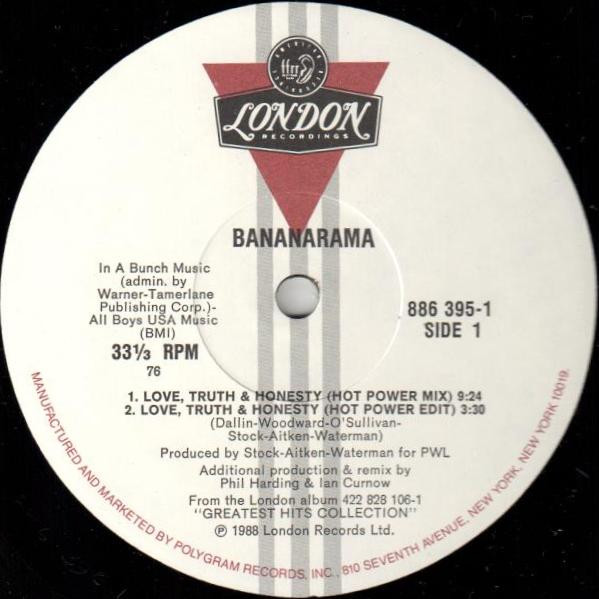 AMERICAN RECORDINGS
ffrr
LONDON
RECORDINGS
BANANARAMA
In A Bunch Music
(admin. by
Warner-Tamerlane
Publishing Corp.)-
All Boys USA Music
(BMI)
33⅓ RPM
76
886 395-1
SIDE 1
1. LOVE, TRUTH & HONESTY (HOT POWER MIX) 9:24
2. LOVE, TRUTH & HONESTY (HOT POWER EDIT) 3:30
(Dallin-Woodward-O'Sullivan-
Stock-Aitken-Waterman)
Produced by Stock-Aitken-Waterman for PWL
Additional production & remix by
Phil Harding & Ian Curnow
From the London album 422 828 106-1
"GREATEST HITS COLLECTION"
℗ 1988 London Records Ltd.
MANUFACTURED AND MARKETED BY POLYGRAM RECORDS, INC., 810 SEVENTH AVENUE, NEW YORK, NEW YORK 10019.